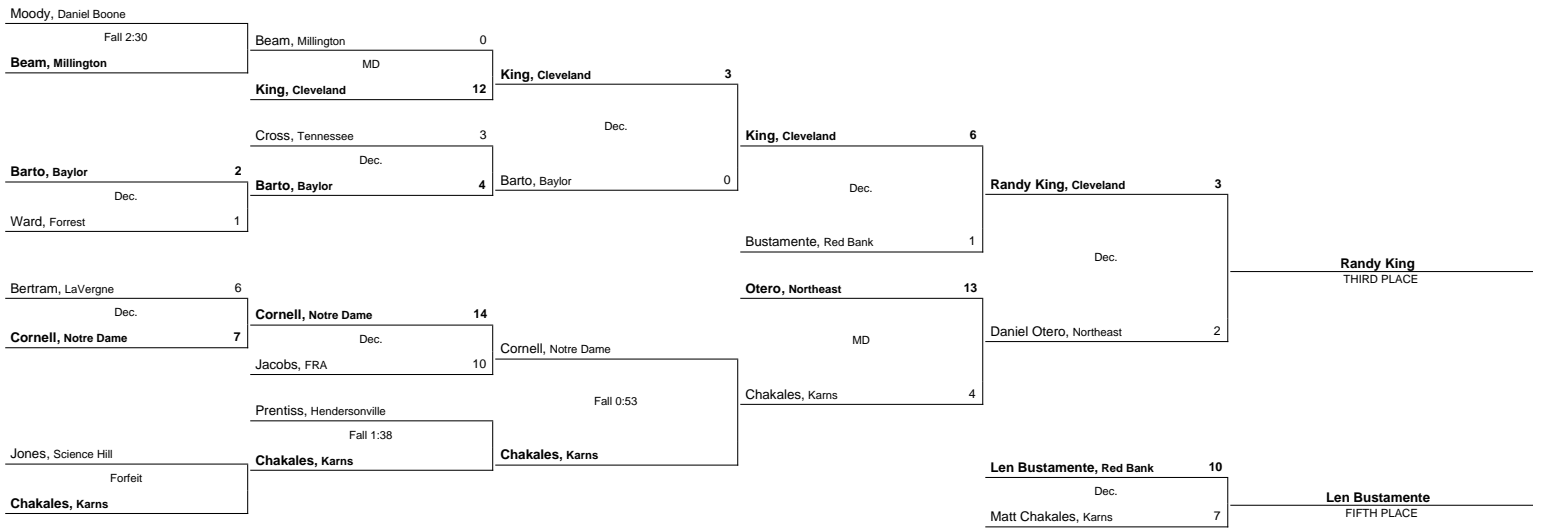 Moody, Daniel Boone
Fall 2:30
Beam, Millington
Barto, Baylor 2
Dec.
Ward, Forrest 1
Bertram, LaVergne 6
Dec.
Cornell, Notre Dame 7
Jones, Science Hill
Forfeit
Chakales, Karns
Beam, Millington 0
MD
King, Cleveland 12
Cross, Tennessee 3
Dec.
Barto, Baylor 4
Cornell, Notre Dame 14
Dec.
Jacobs, FRA 10
Prentiss, Hendersonville
Fall 1:38
Chakales, Karns
King, Cleveland 3
Dec.
Barto, Baylor 0
Cornell, Notre Dame
Fall 0:53
Chakales, Karns
King, Cleveland 6
Dec.
Bustamente, Red Bank 1
Otero, Northeast 13
MD
Chakales, Karns 4
Randy King, Cleveland 3
Dec.
Daniel Otero, Northeast 2
Randy King
THIRD PLACE
Len Bustamente, Red Bank 10
Dec.
Matt Chakales, Karns 7
Len Bustamente
FIFTH PLACE